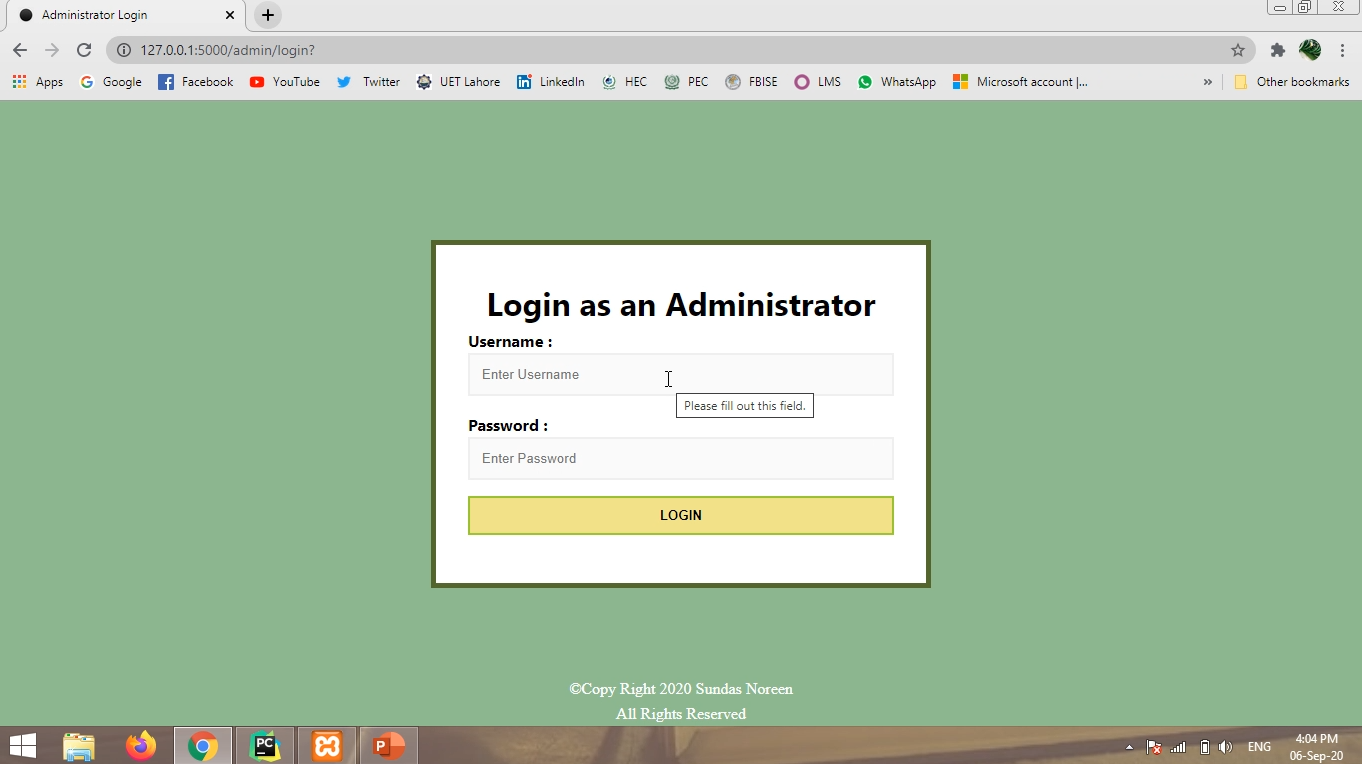 Administrator Login
127.0.0.1:5000/admin/login?
Apps Google Facebook YouTube Twitter UET Lahore LinkedIn HEC PEC FBISE LMS WhatsApp Microsoft account |... » Other bookmarks
Login as an Administrator
Username :
Enter Username
Please fill out this field.
Password :
Enter Password
LOGIN
©Copy Right 2020 Sundas Noreen
All Rights Reserved
PC
P
ENG
4:04 PM
06-Sep-20